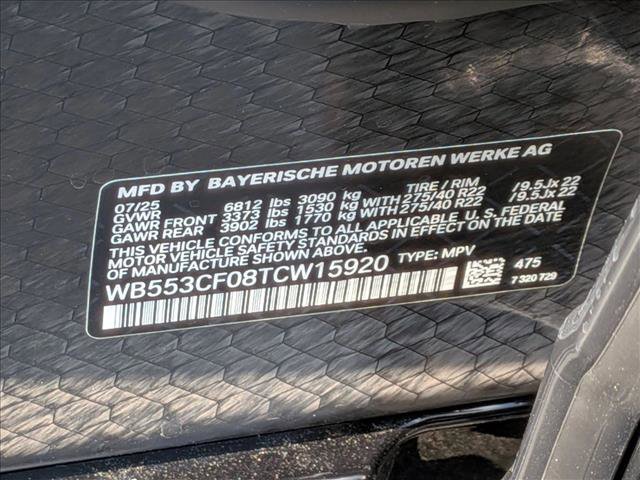 MFD BY BAYERISCHE MOTOREN WERKE AG
07/25 TIRE / RIM
GVWR 6812 lbs 3090 kg
GAWR FRONT 3373 lbs 1530 kg WITH 275/40 R22 /9.5Jx 22
GAWR REAR 3902 lbs 1770 kg WITH 275/40 R22 /9.5Jx 22
THIS VEHICLE CONFORMS TO ALL APPLICABLE U.S. FEDERAL
MOTOR VEHICLE SAFETY STANDARDS IN EFFECT ON THE DATE
OF MANUFACTURE SHOWN ABOVE.
WB553CF08TCW15920 TYPE: MPV
475
7 320 729